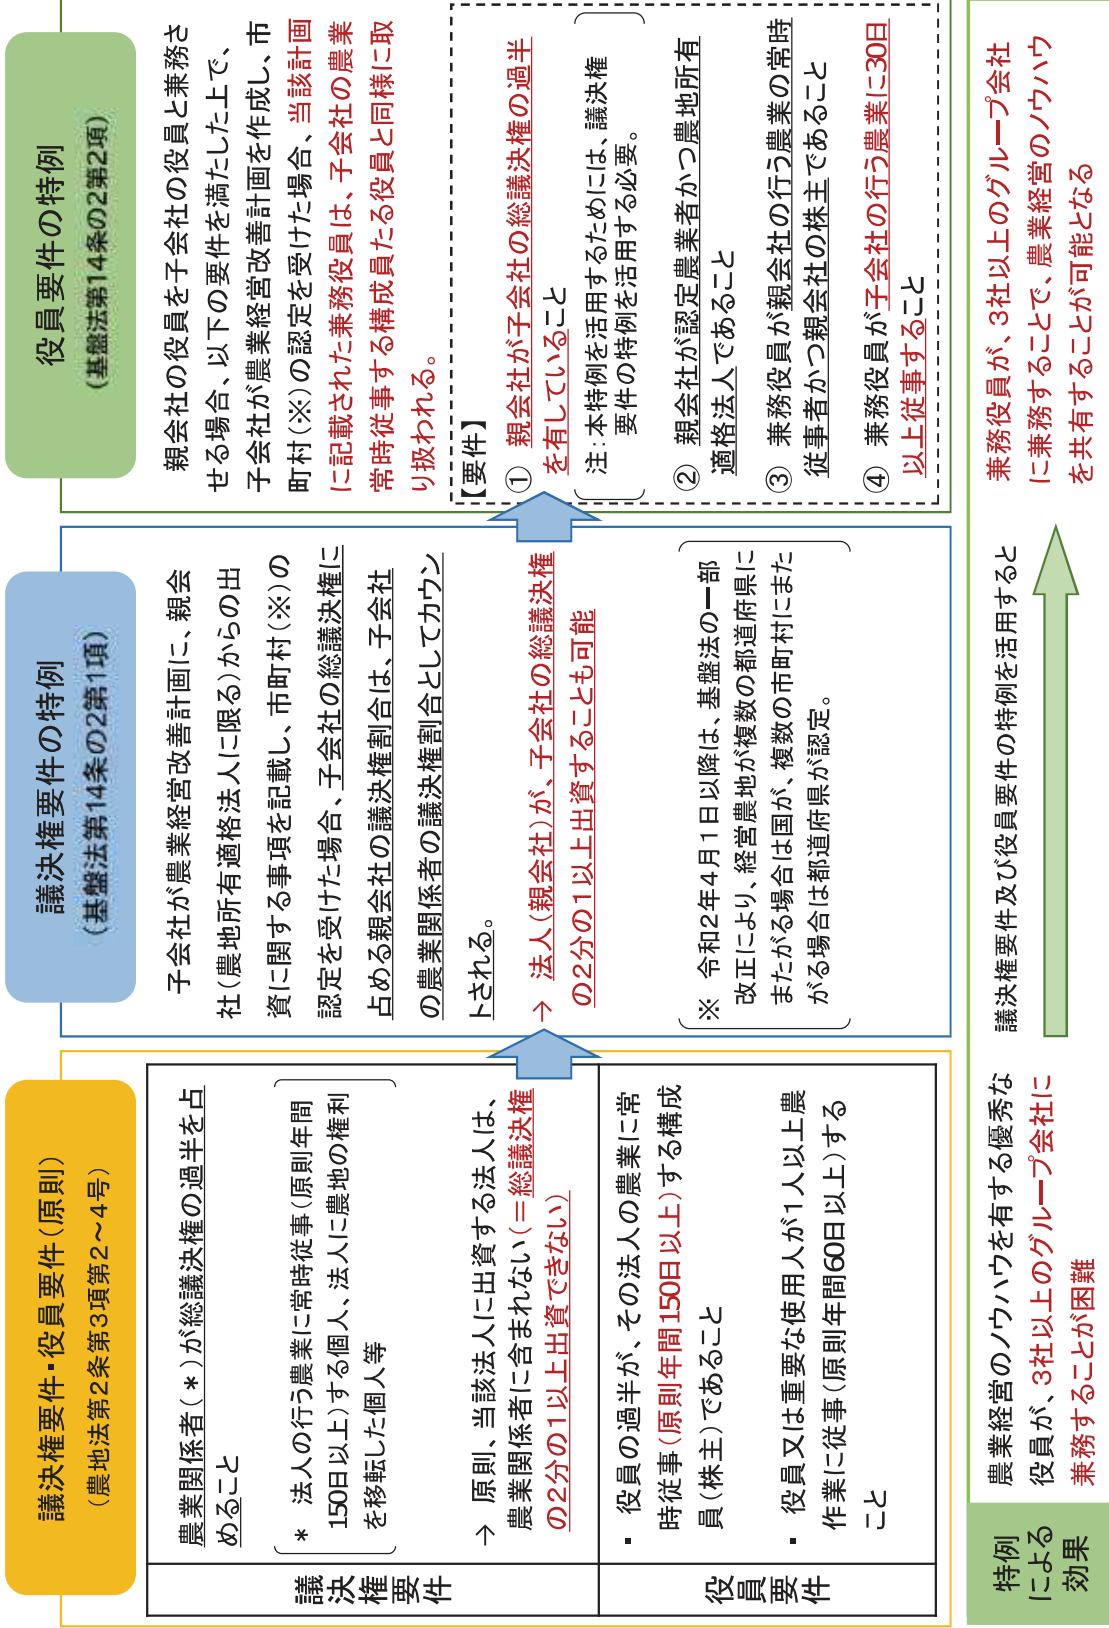 議決権要件・役員要件（原則）
（農地法第2条第3項第2～4号）
議決権要件
農業関係者（＊）が総議決権の過半を占
めること
＊　法人の行う農業に常時従事（原則年間
150日以上）する個人、法人に農地の権利
を移転した個人等
→　原則、当該法人に出資する法人は、
農業関係者に含まれない（＝総議決権
の2分の1以上出資できない）
役員要件
・　役員の過半が、その法人の農業に常
時従事（原則年間150日以上）する構成
員（株主）であること
・　役員又は重要な使用人が1人以上農
作業に従事（原則年間60日以上）する
こと
議決権要件の特例
（基盤法第14条の2第1項）
子会社が農業経営改善計画に、親会
社（農地所有適格法人に限る）からの出
資に関する事項を記載し、市町村（※）の
認定を受けた場合、子会社の総議決権に
占める親会社の議決権割合は、子会社
の農業関係者の議決権割合としてカウン
トされる。
→　法人（親会社）が、子会社の総議決権
の2分の1以上出資することも可能
※　令和2年4月1日以降は、基盤法の一部
改正により、経営農地が複数の都道府県に
またがる場合は国が、複数の市町村にまた
がる場合は都道府県が認定。
役員要件の特例
（基盤法第14条の2第2項）
親会社の役員を子会社の役員と兼務さ
せる場合、以下の要件を満たした上で、
子会社が農業経営改善計画を作成し、市
町村（※）の認定を受けた場合、当該計画
に記載された兼務役員は、子会社の農業
常時従事する構成員たる役員と同様に取
り扱われる。
【要件】
①　親会社が子会社の総議決権の過半
を有していること
注：本特例を活用するためには、議決権
要件の特例を活用する必要。
②　親会社が認定農業者かつ農地所有
適格法人であること
③　兼務役員が親会社の行う農業の常時
従事者かつ親会社の株主であること
④　兼務役員が子会社の行う農業に30日
以上従事すること
特例
による
効果
農業経営のノウハウを有する優秀な
役員が、3社以上のグループ会社に
兼務することが困難
議決権要件及び役員要件の特例を活用すると
兼務役員が、3社以上のグループ会社
に兼務することで、農業経営のノウハウ
を共有することが可能となる